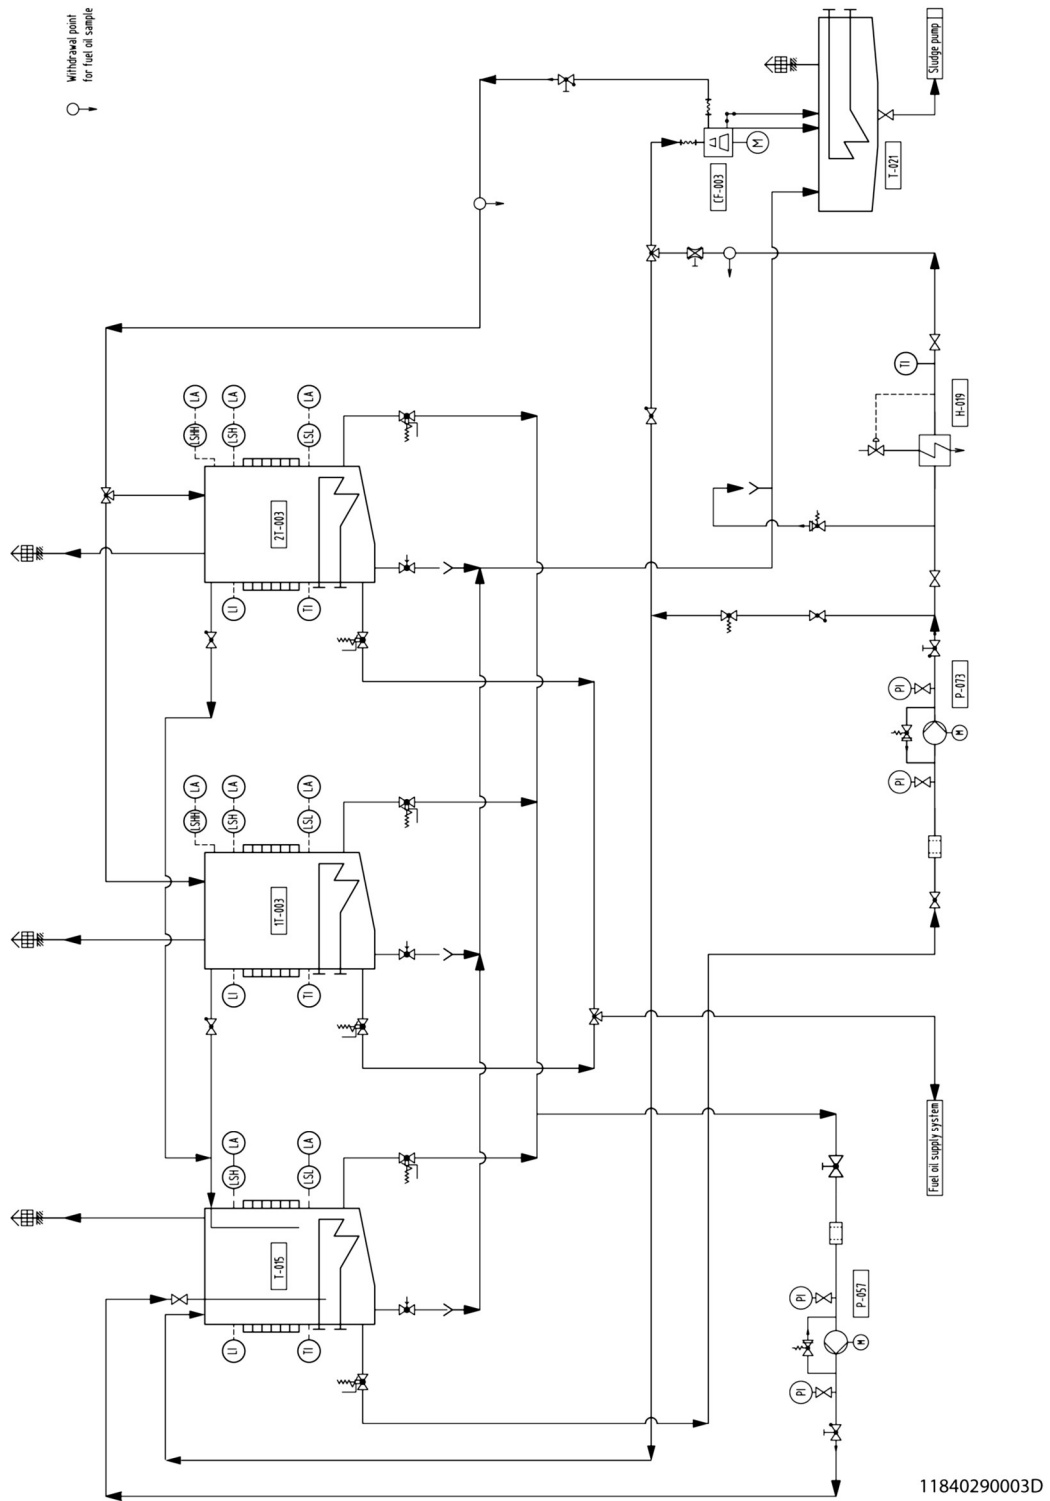 Withdrawal point
for fuel oil sample
Sludge pump
M
CF-003
T-021
LSHH
LA
LSH
LA
LSL
LA
2T-003
LI
TI
TI
H-019
PI
P-073
M
PI
LSHH
LA
LSH
LA
LSL
LA
1T-003
LI
TI
Fuel oil supply system
LSH
LA
LSL
LA
T-015
LI
TI
PI
P-057
M
PI
11840290003D